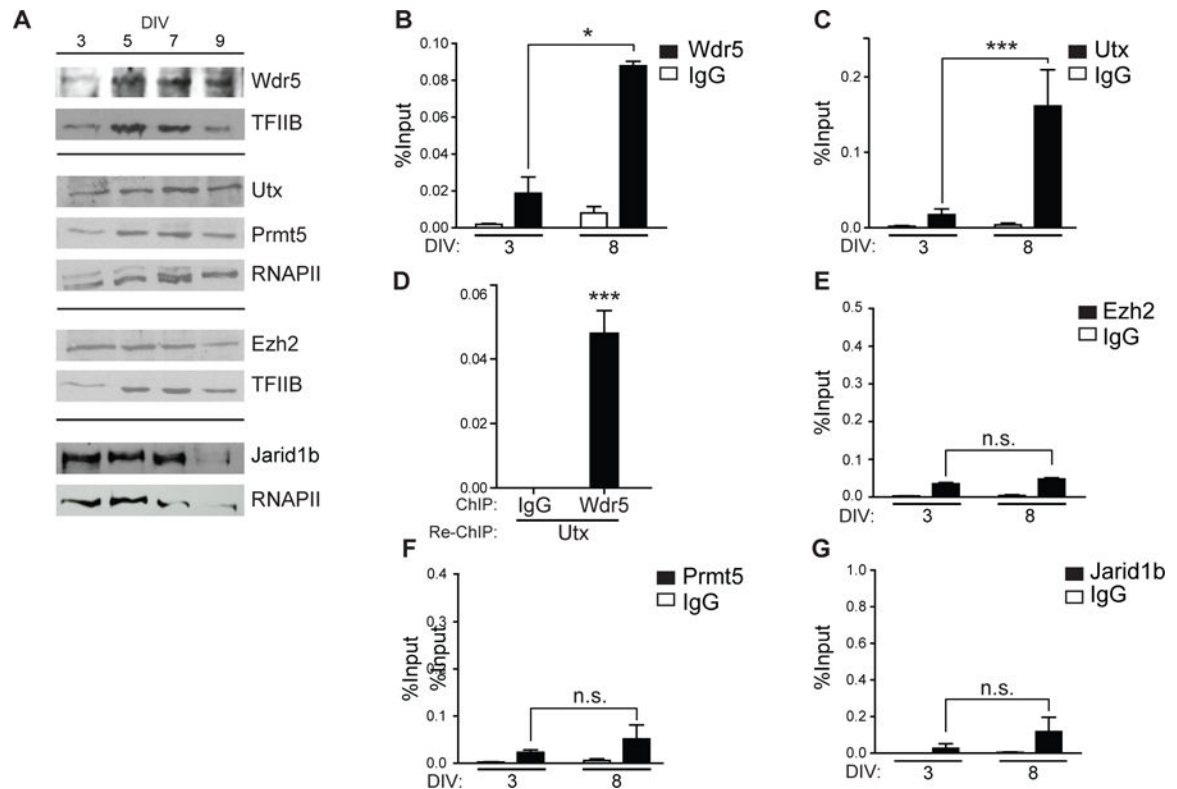 A
DIV
3 5 7 9
Wdr5
TFIIB
Utx
Prmt5
RNAPII
Ezh2
TFIIB
Jarid1b
RNAPII
B
Wdr5
IgG
*
%Input
0.10
0.08
0.06
0.04
0.02
0.00
DIV: 3 8
C
Utx
IgG
***
%Input
0.2
0.1
0.0
DIV: 3 8
D
***
0.06
0.04
0.02
0.00
ChIP: IgG Wdr5
Re-ChIP: Utx
E
Ezh2
IgG
n.s.
%Input
0.5
0.4
0.3
0.2
0.1
0.0
DIV: 3 8
F
Prmt5
IgG
n.s.
%Input
%Input
0.4
0.3
0.2
0.1
0.0
DIV: 3 8
G
Jarid1b
IgG
n.s.
%Input
1.0
0.8
0.6
0.4
0.2
0.0
DIV: 3 8